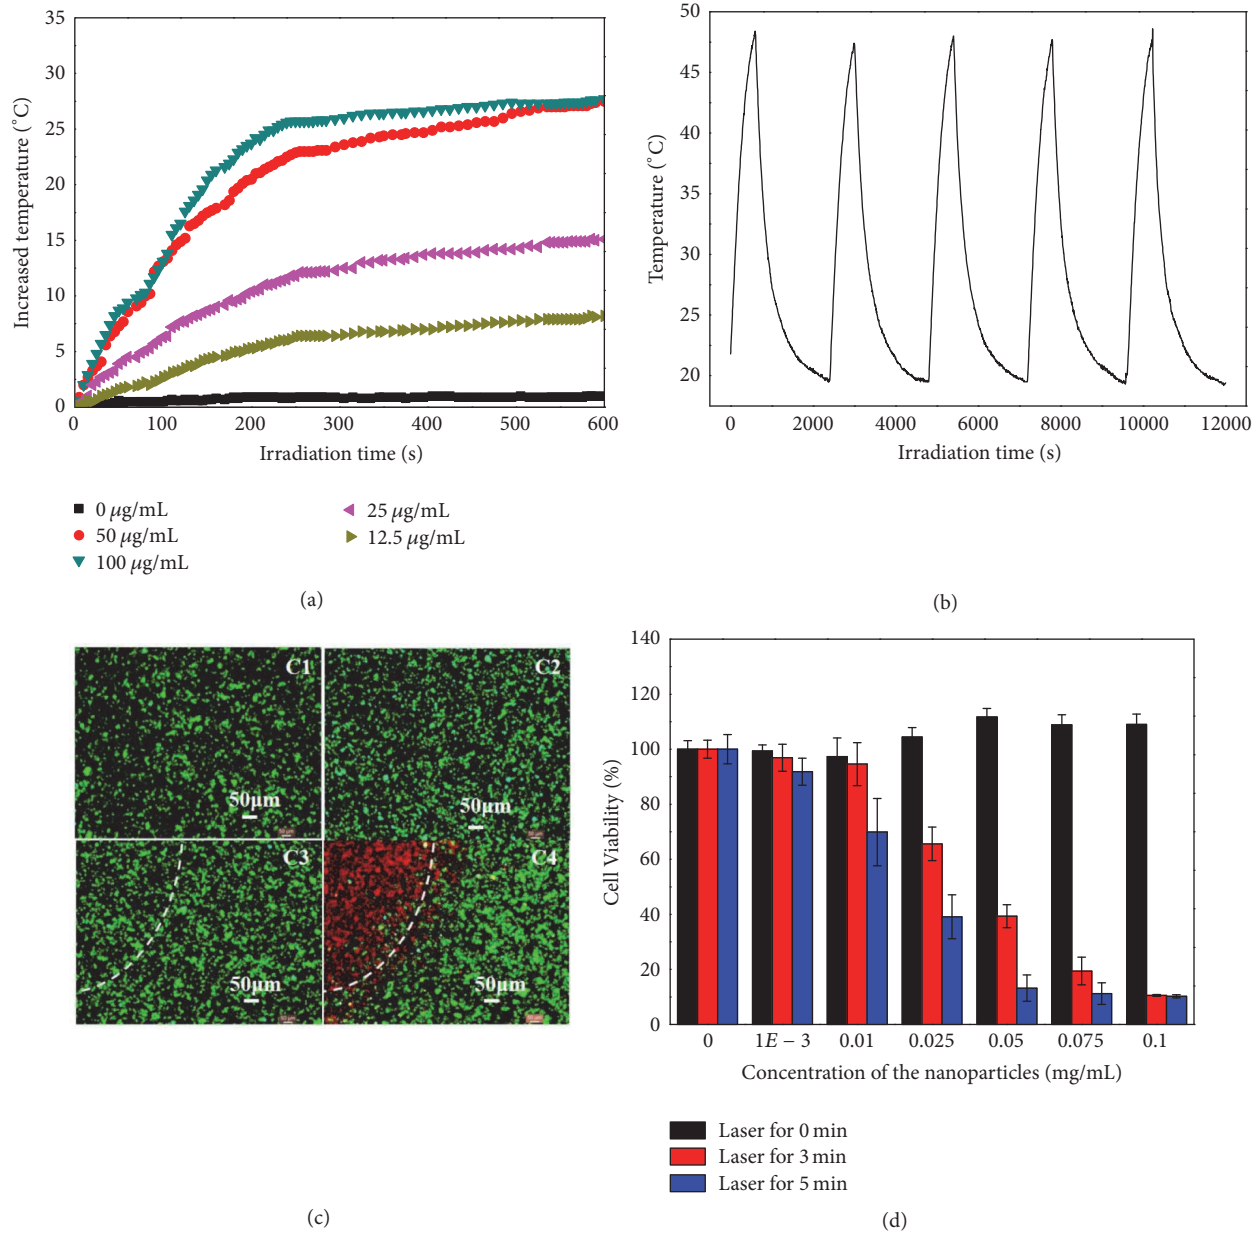 35
30
25
20
15
10
5
0
Increased temperature (°C)
0 100 200 300 400 500 600
Irradiation time (s)
0 μg/mL
50 μg/mL
100 μg/mL
25 μg/mL
12.5 μg/mL
(a)
50
45
40
35
30
25
20
Temperature (°C)
0 2000 4000 6000 8000 10000 12000
Irradiation time (s)
(b)
C1
50μm
C2
50μm
C3
50μm
C4
50μm
(c)
140
120
100
80
60
40
20
0
Cell Viability (%)
0 1E − 3 0.01 0.025 0.05 0.075 0.1
Concentration of the nanoparticles (mg/mL)
Laser for 0 min
Laser for 3 min
Laser for 5 min
(d)